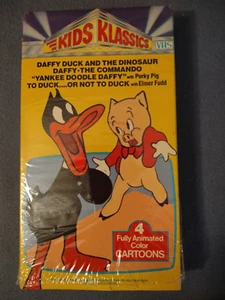 KIDS KLASSICS
VHS
DAFFY DUCK AND THE DINOSAUR
DAFFY-THE COMMANDO
"YANKEE DOODLE DAFFY" with Porky Pig
TO DUCK....OR NOT TO DUCK with Elmer Fudd
4
Fully Animated
Color
CARTOONS